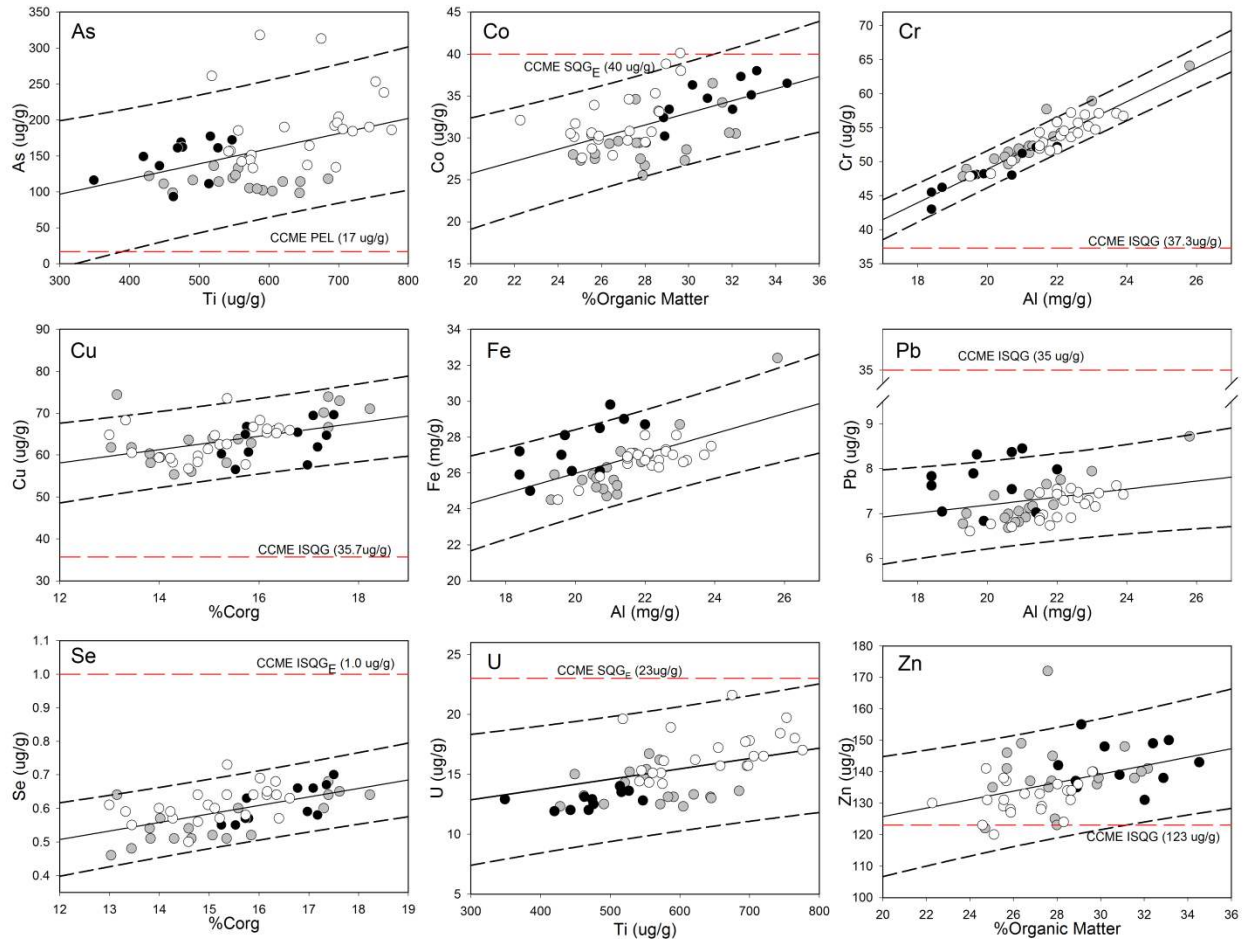 As
As (ug/g)
350
300
250
200
150
100
50
0
CCME PEL (17 ug/g)
300 400 500 600 700 800
Ti (ug/g)
Co
Co (ug/g)
45
40
35
30
25
20
15
CCME SQGE (40 ug/g)
20 22 24 26 28 30 32 34 36
%Organic Matter
Cr
Cr (ug/g)
70
65
60
55
50
45
40
35
CCME ISQG (37.3ug/g)
18 20 22 24 26
Al (mg/g)
Cu
Cu (ug/g)
90
80
70
60
50
40
30
CCME ISQG (35.7ug/g)
12 14 16 18
%Corg
Fe
Fe (mg/g)
34
32
30
28
26
24
22
20
18 20 22 24 26
Al (mg/g)
Pb
Pb (ug/g)
35
9
8
7
6
CCME ISQG (35 ug/g)
18 20 22 24 26
Al (mg/g)
Se
Se (ug/g)
1.1
1.0
0.9
0.8
0.7
0.6
0.5
0.4
CCME ISQGE (1.0 ug/g)
12 13 14 15 16 17 18 19
%Corg
U
U (ug/g)
25
20
15
10
5
CCME SQGE (23ug/g)
300 400 500 600 700 800
Ti (ug/g)
Zn
Zn (ug/g)
180
170
160
150
140
130
120
110
100
CCME ISQG (123 ug/g)
20 22 24 26 28 30 32 34 36
%Organic Matter